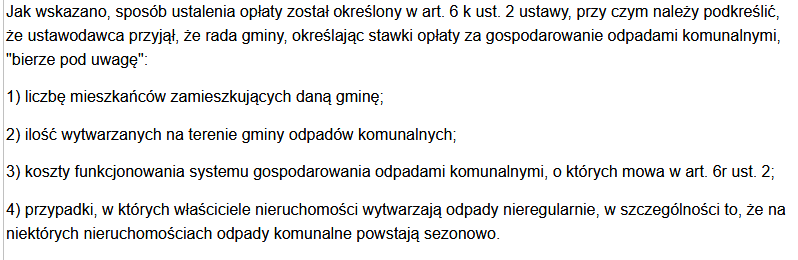 Jak wskazano, sposób ustalenia opłaty został określony w art. 6 k ust. 2 ustawy, przy czym należy podkreślić,
że ustawodawca przyjął, że rada gminy, określając stawki opłaty za gospodarowanie odpadami komunalnymi,
"bierze pod uwagę":
1) liczbę mieszkańców zamieszkujących daną gminę;
2) ilość wytwarzanych na terenie gminy odpadów komunalnych;
3) koszty funkcjonowania systemu gospodarowania odpadami komunalnymi, o których mowa w art. 6r ust. 2;
4) przypadki, w których właściciele nieruchomości wytwarzają odpady nieregularnie, w szczególności to, że na
niektórych nieruchomościach odpady komunalne powstają sezonowo.